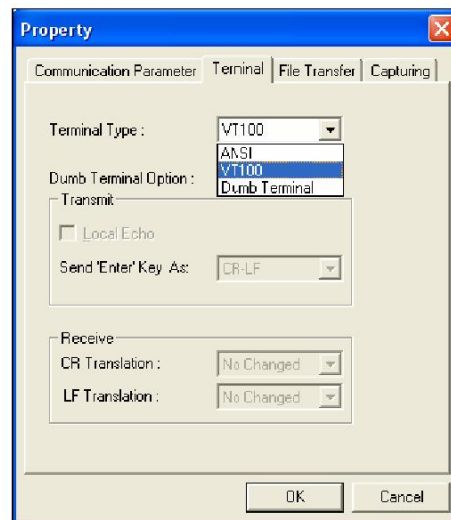 Property
Communication Parameter Terminal File Transfer Capturing
Terminal Type : VT100
ANSI
VT100
Dumb Terminal Option : Dumb Terminal
Transmit
Local Echo
Send 'Enter' Key As: CR-LF
Receive
CR Translation : No Changed
LF Translation : No Changed
OK Cancel